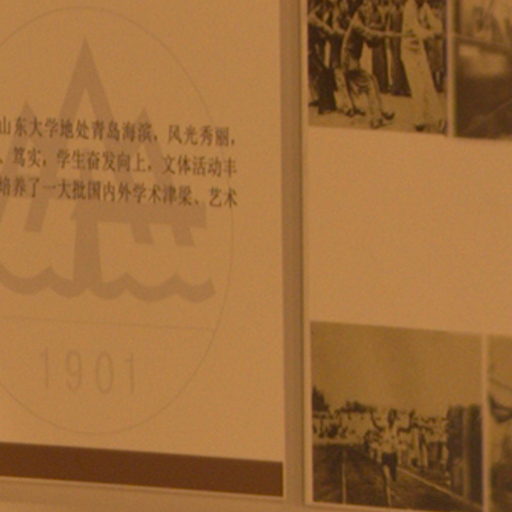 山东大学地处青岛海滨，风光秀丽，
、笃实，学生奋发向上，文体活动丰
培养了一大批国内外学术津梁、艺术
1901